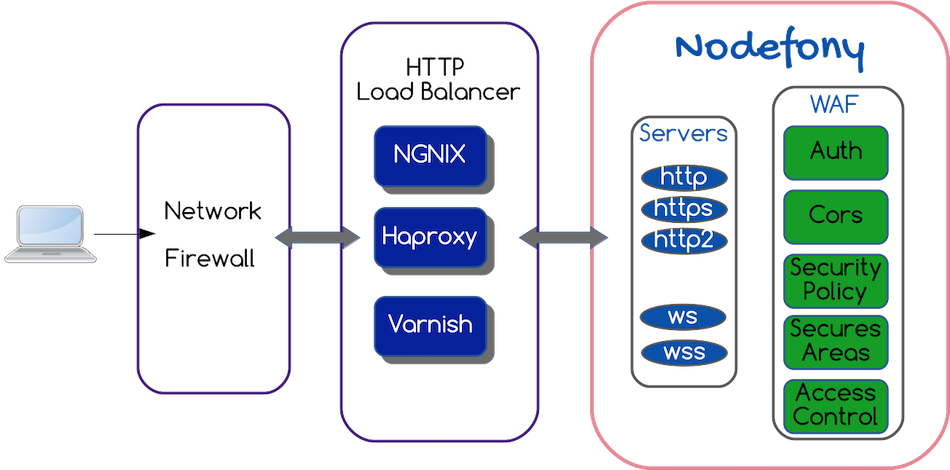 Network
Firewall
HTTP
Load Balancer
NGNIX
Haproxy
Varnish
Nodefony
Servers
http
https
http2
ws
wss
WAF
Auth
Cors
Security
Policy
Secures
Areas
Access
Control